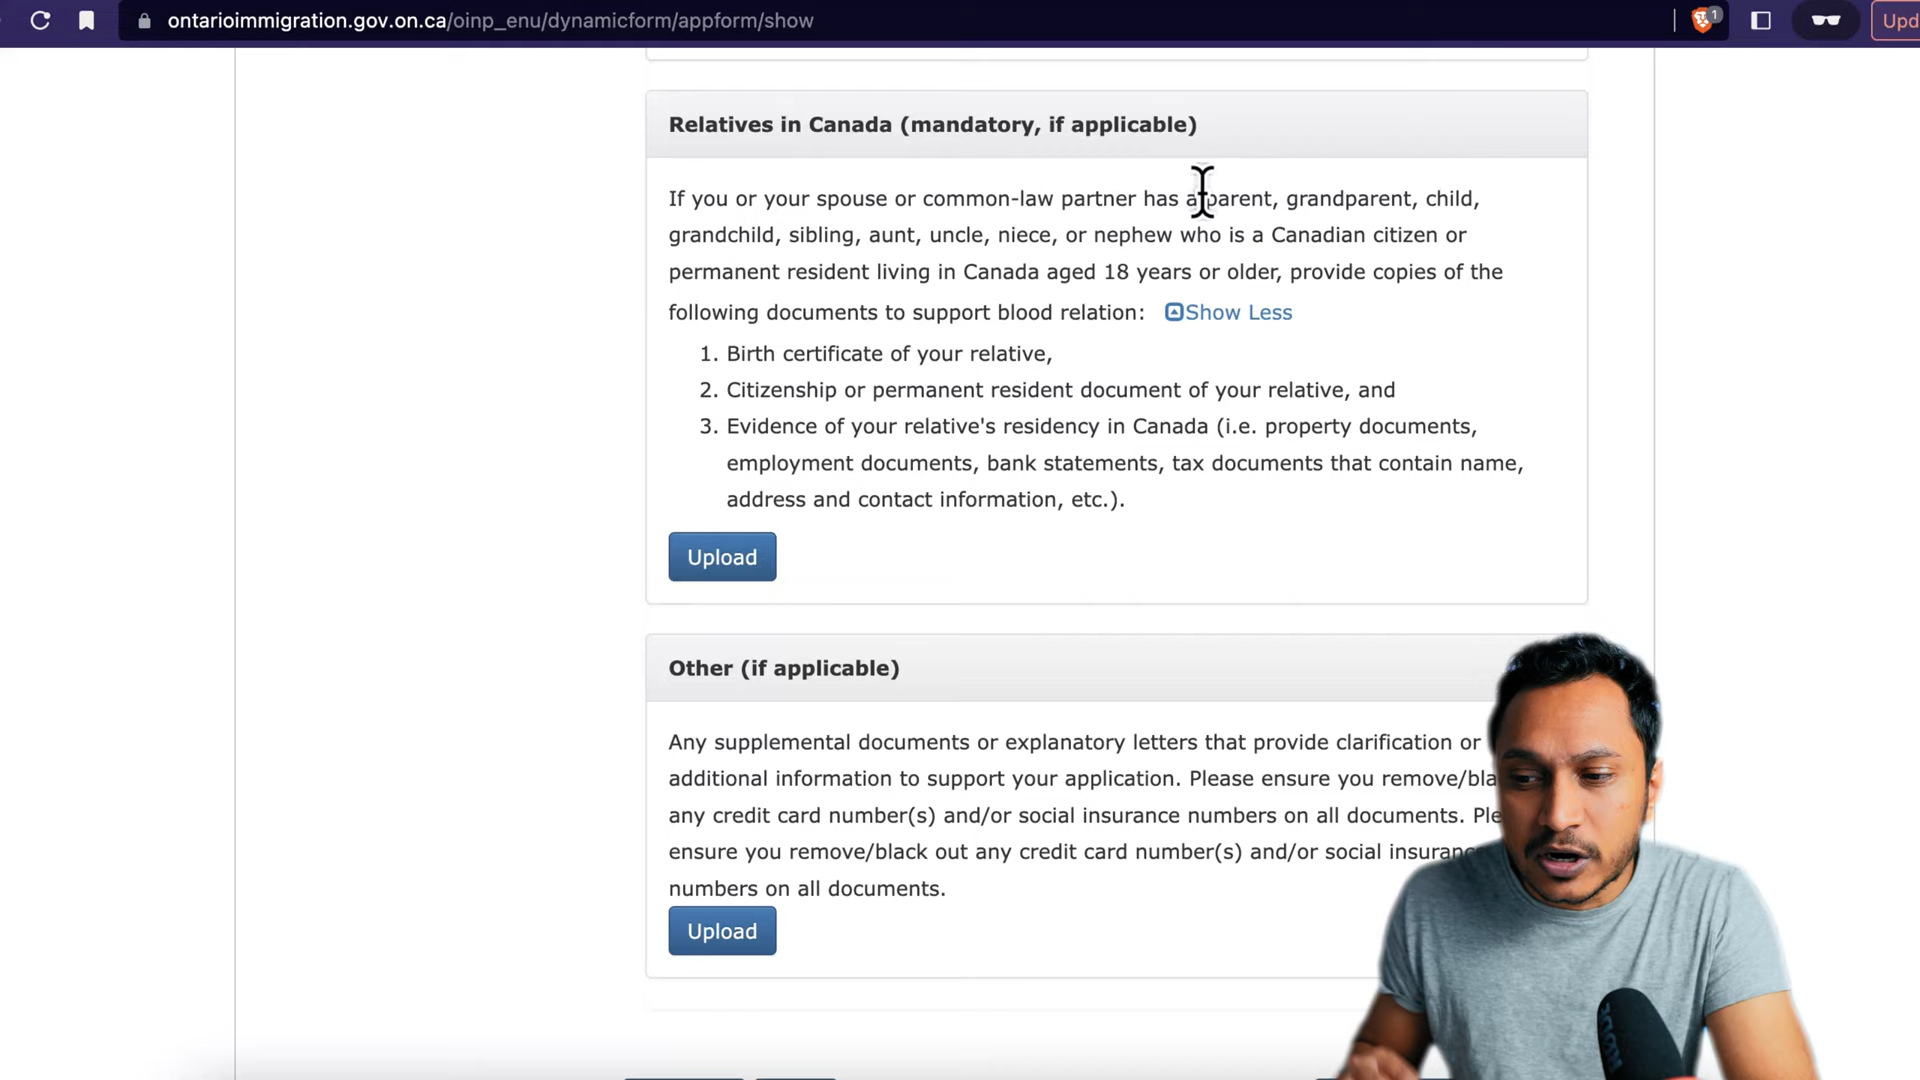 ontarioimmigration.gov.on.ca/oinp_enu/dynamicform/appform/show
1
Upd
Relatives in Canada (mandatory, if applicable)
If you or your spouse or common-law partner has a parent, grandparent, child,
grandchild, sibling, aunt, uncle, niece, or nephew who is a Canadian citizen or
permanent resident living in Canada aged 18 years or older, provide copies of the
following documents to support blood relation: Show Less
1. Birth certificate of your relative,
2. Citizenship or permanent resident document of your relative, and
3. Evidence of your relative's residency in Canada (i.e. property documents,
employment documents, bank statements, tax documents that contain name,
address and contact information, etc.).
Upload
Other (if applicable)
Any supplemental documents or explanatory letters that provide clarification or
additional information to support your application. Please ensure you remove/bla
any credit card number(s) and/or social insurance numbers on all documents. Ple
ensure you remove/black out any credit card number(s) and/or social insurance
numbers on all documents.
Upload